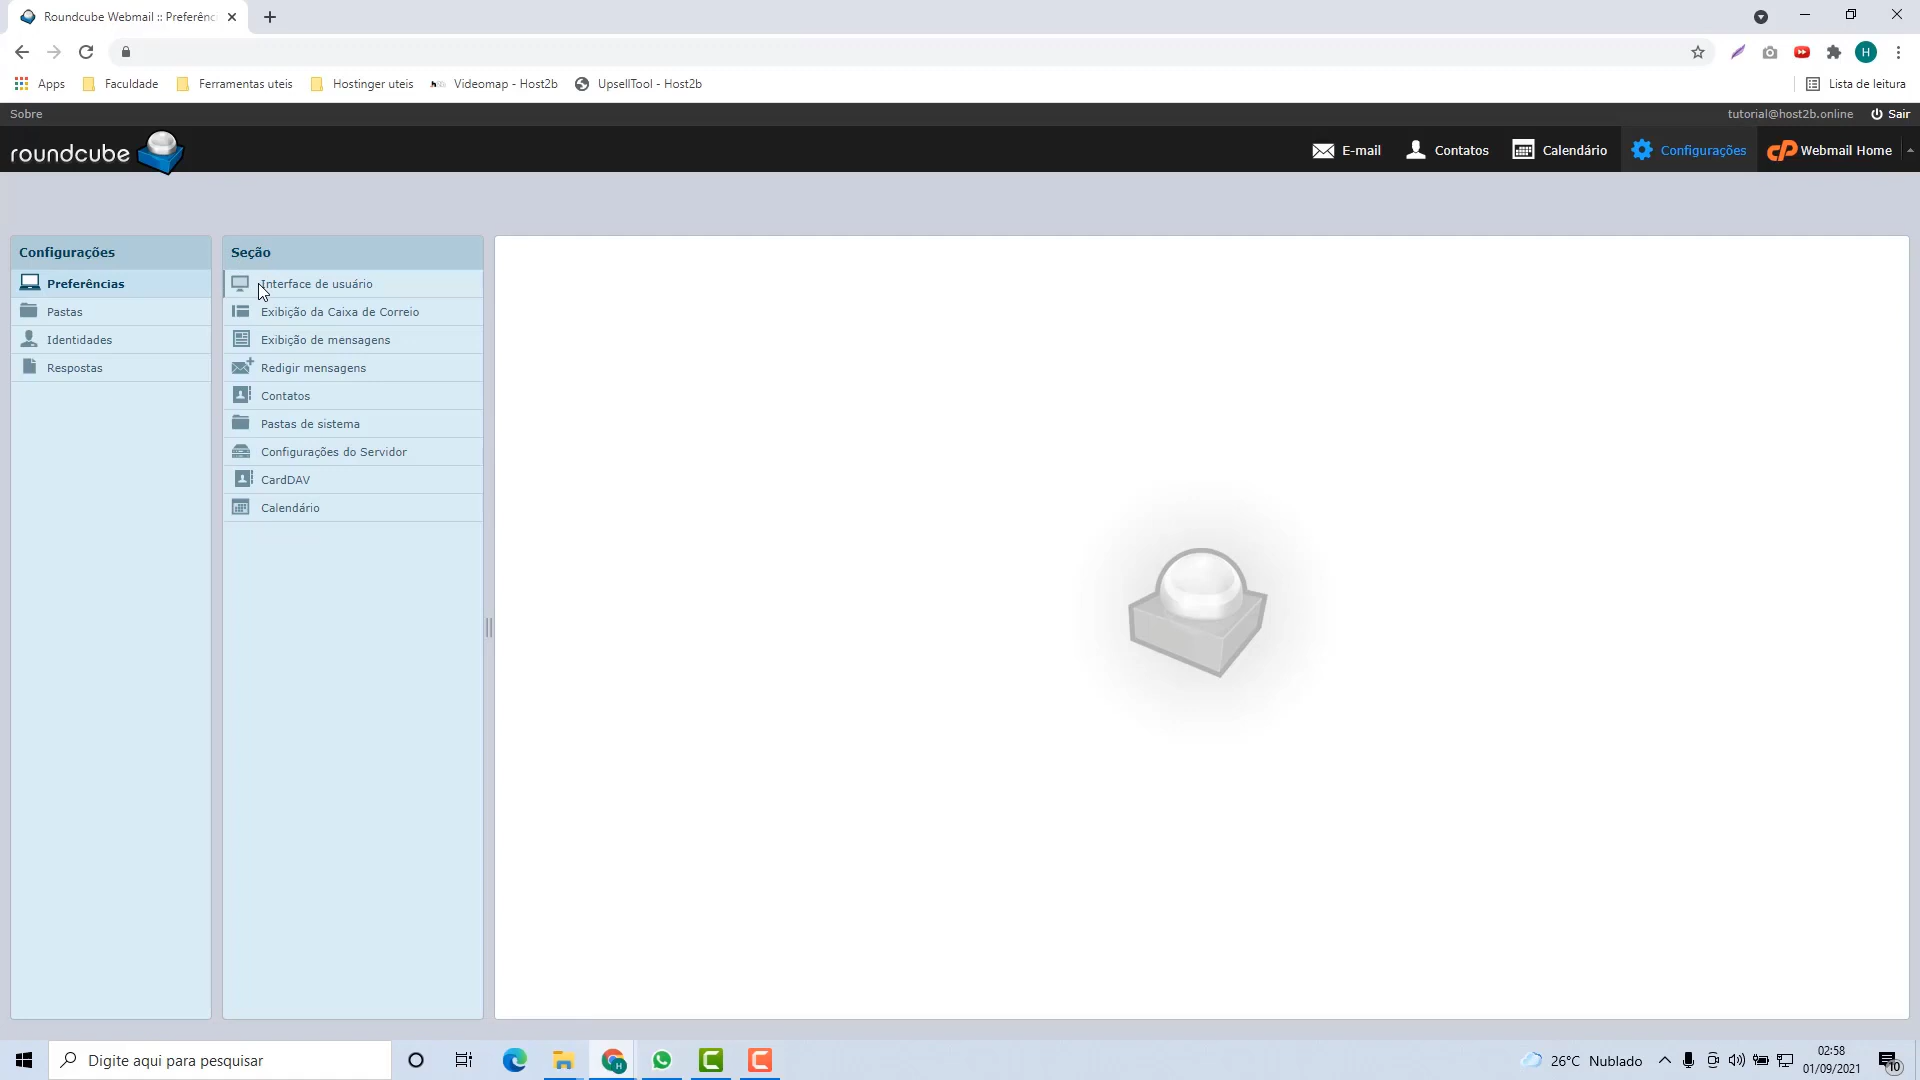 Roundcube Webmail :: Preferênc
Apps
Faculdade
Ferramentas uteis
Hostinger uteis
Videomap - Host2b
UpsellTool - Host2b
Lista de leitura
H
Sobre
tutorial@host2b.online
Sair
roundcube
E-mail
Contatos
Calendário
Configurações
cP Webmail Home
Configurações
Preferências
Pastas
Identidades
Respostas
Seção
Interface de usuário
Exibição da Caixa de Correio
Exibição de mensagens
Redigir mensagens
Contatos
Pastas de sistema
Configurações do Servidor
CardDAV
Calendário
Digite aqui para pesquisar
26°C Nublado
02:58
01/09/2021
10